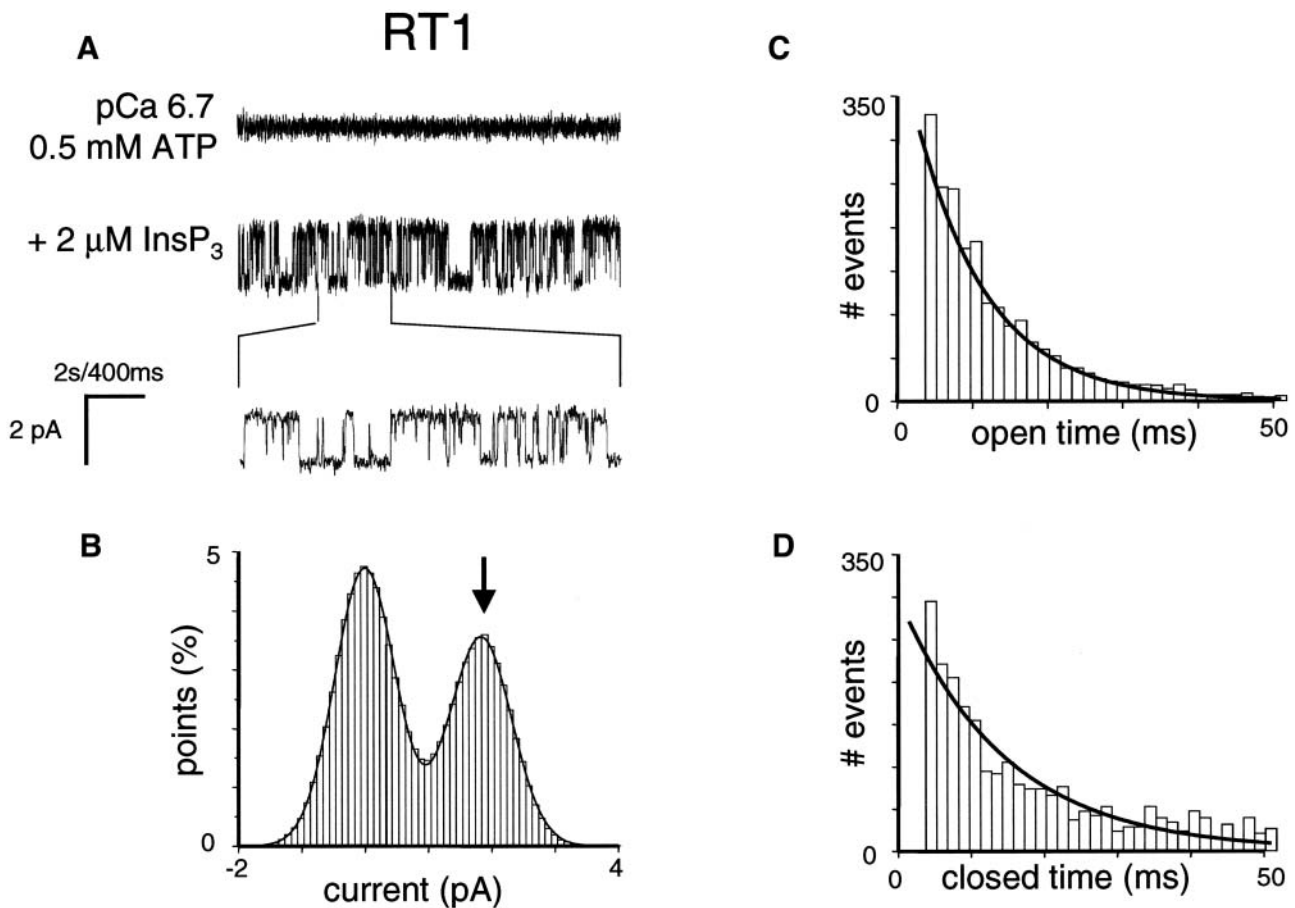 RT1
A
pCa 6.7
0.5 mM ATP
+ 2 μM InsP3
2s/400ms
2 pA
B
5
points (%)
0
-2
4
current (pA)
C
350
# events
0
0
50
open time (ms)
D
350
# events
0
0
50
closed time (ms)